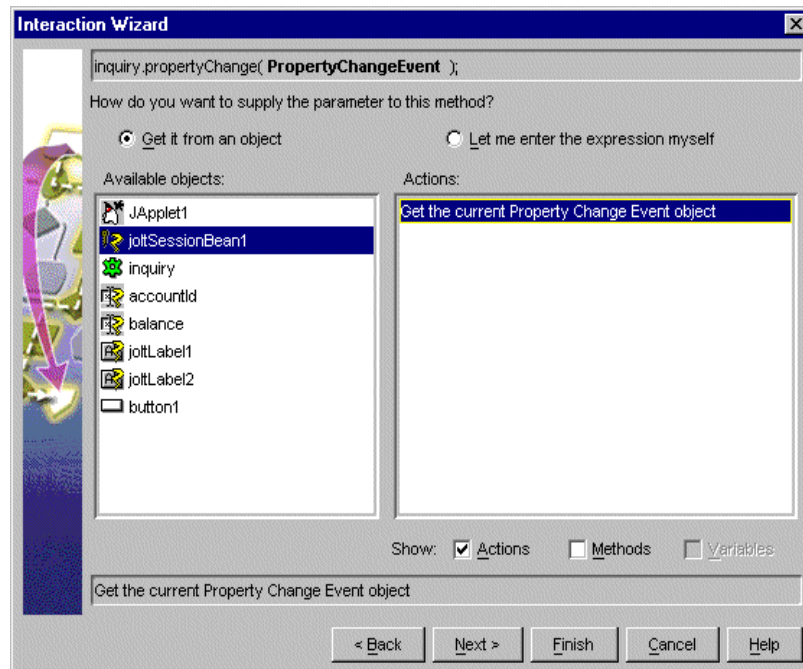 Interaction Wizard
inquiry.propertyChange( PropertyChangeEvent );
How do you want to supply the parameter to this method?
Get it from an object
Let me enter the expression myself
Available objects:
Actions:
JApplet1
joltSessionBean1
inquiry
accountId
balance
joltLabel1
joltLabel2
button1
Get the current Property Change Event object
Show: Actions Methods Variables
Get the current Property Change Event object
< Back Next > Finish Cancel Help